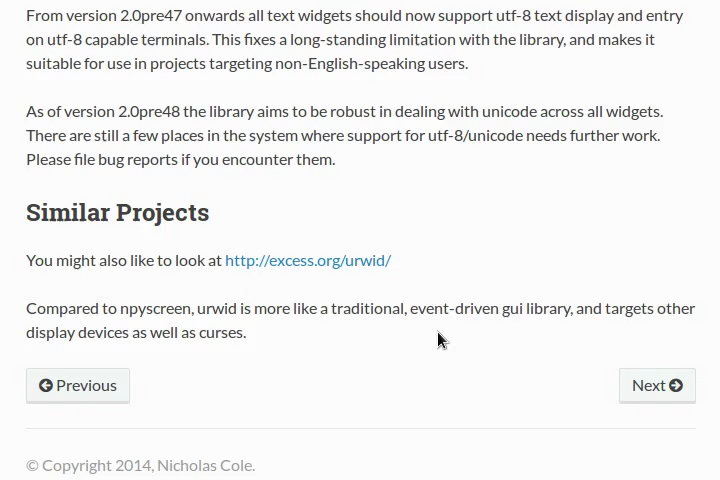 From version 2.0pre47 onwards all text widgets should now support utf-8 text display and entry
on utf-8 capable terminals. This fixes a long-standing limitation with the library, and makes it
suitable for use in projects targeting non-English-speaking users.
As of version 2.0pre48 the library aims to be robust in dealing with unicode across all widgets.
There are still a few places in the system where support for utf-8/unicode needs further work.
Please file bug reports if you encounter them.
Similar Projects
You might also like to look at http://excess.org/urwid/
Compared to npyscreen, urwid is more like a traditional, event-driven gui library, and targets other
display devices as well as curses.
Previous
Next
© Copyright 2014, Nicholas Cole.